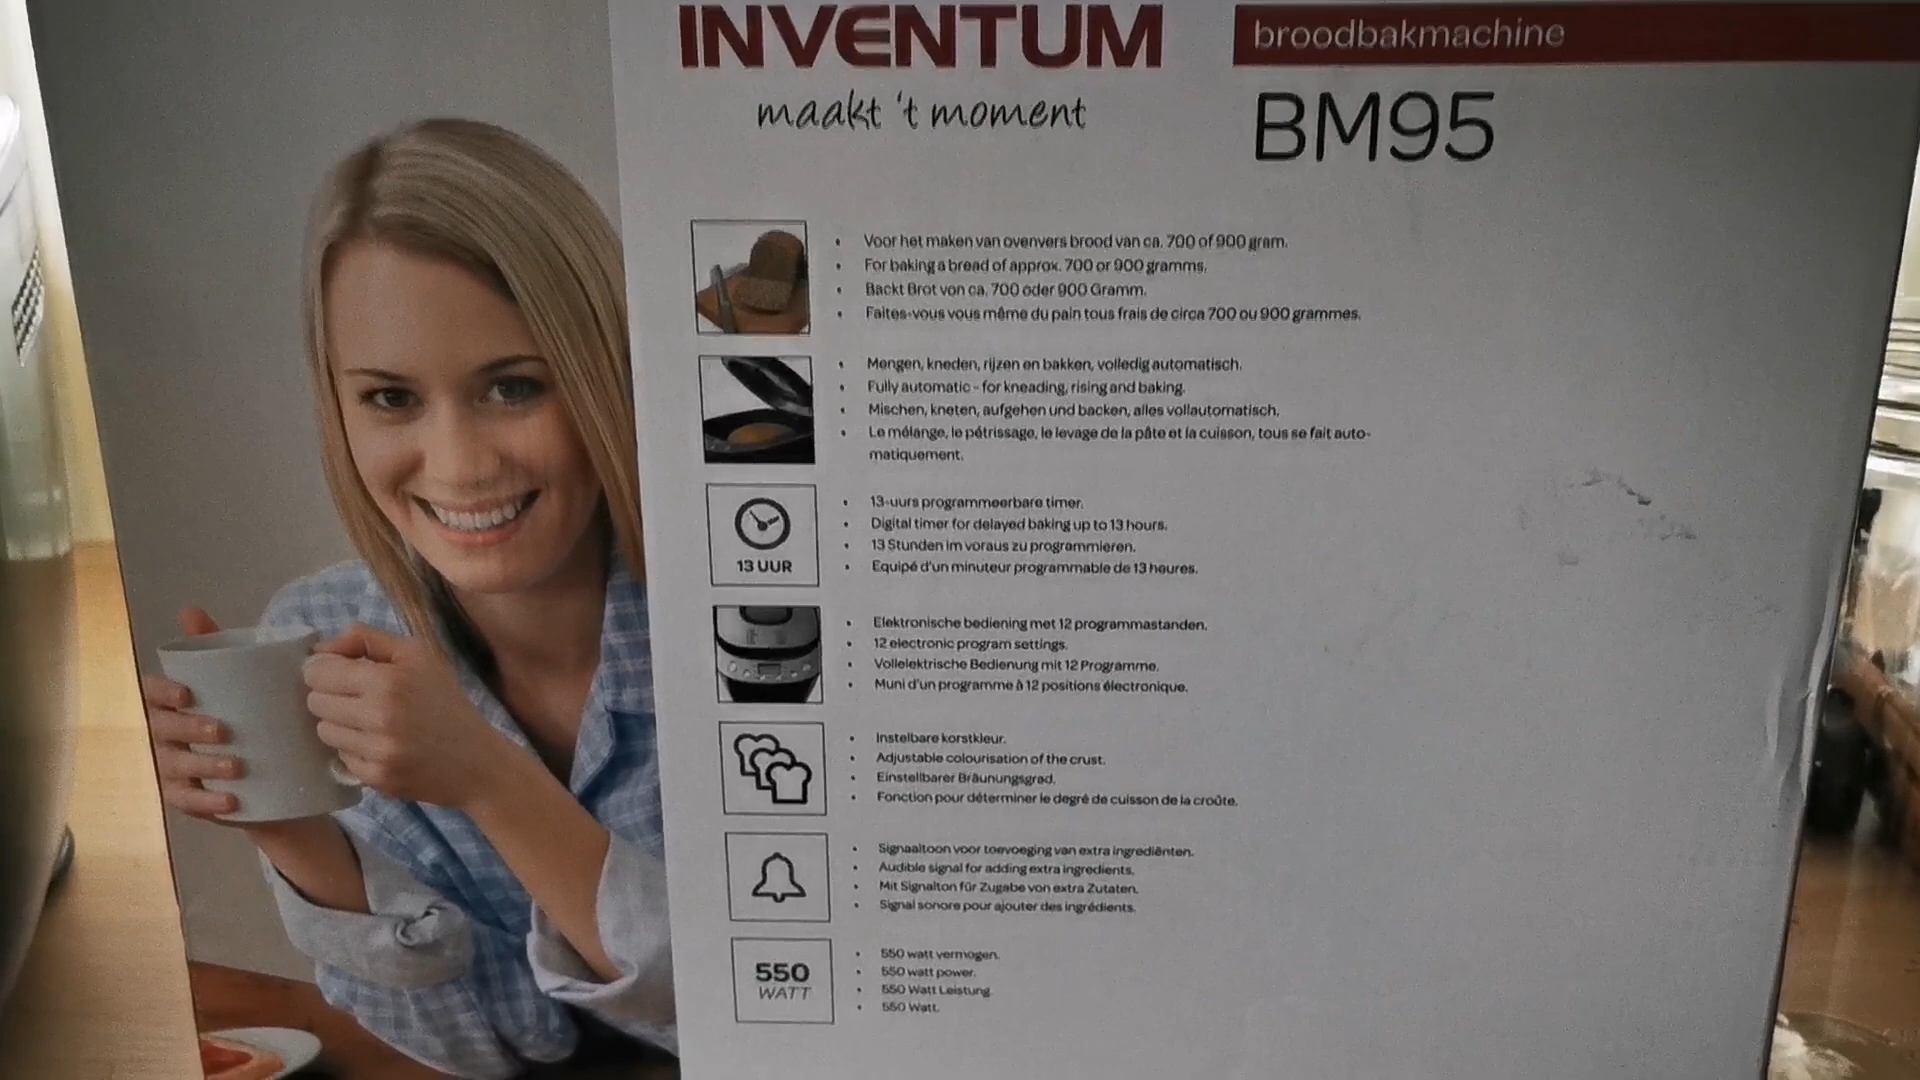 INVENTUM
maakt 't moment
broodbakmachine
BM95
• Voor het maken van ovenvers brood van ca. 700 of 900 gram.
• For baking a bread of approx. 700 or 900 gramms.
• Backt Brot von ca. 700 oder 900 Gramm.
• Faites-vous vous même du pain tous frais de circa 700 ou 900 grammes.
• Mengen, kneden, rijzen en bakken, volledig automatisch.
• Fully automatic - for kneading, rising and baking.
• Mischen, kneten, aufgehen und backen, alles vollautomatisch.
• Le mélange, le pétrissage, le levage de la pâte et la cuisson, tous se fait auto-
matiquement.
13 UUR
• 13-uurs programmeerbare timer.
• Digital timer for delayed baking up to 13 hours.
• 13 Stunden im voraus zu programmieren.
• Equipé d'un minuteur programmable de 13 heures.
• Elektronische bediening met 12 programmastanden.
• 12 electronic program settings.
• Vollelektrische Bedienung mit 12 Programme.
• Muni d'un programme à 12 positions électronique.
• Instelbare korstkleur.
• Adjustable colourisation of the crust.
• Einstellbarer Bräunungsgrad.
• Fonction pour déterminer le degré de cuisson de la croûte.
• Signaaltoon voor toevoeging van extra ingrediënten.
• Audible signal for adding extra ingredients.
• Mit Signalton für Zugabe von extra Zutaten.
• Signal sonore pour ajouter des ingrédients.
550
WATT
• 550 watt vermogen.
• 550 watt power.
• 550 Watt Leistung
• 550 Watt.